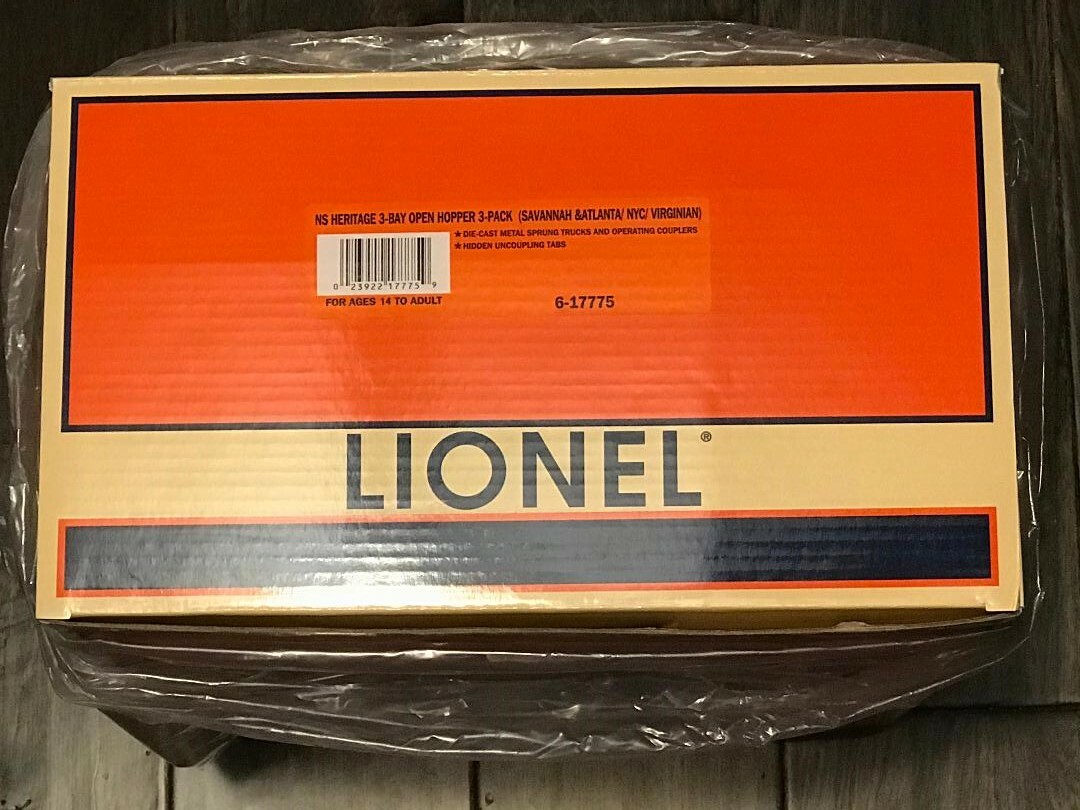 NS HERITAGE 3-BAY OPEN HOPPER 3-PACK (SAVANNAH &ATLANTA/ NYC/ VIRGINIAN)
★ DIE-CAST METAL SPRUNG TRUCKS AND OPERATING COUPLERS
★ HIDDEN UNCOUPLING TABS
0 23922 17775 9
FOR AGES 14 TO ADULT
6-17775
LIONEL®